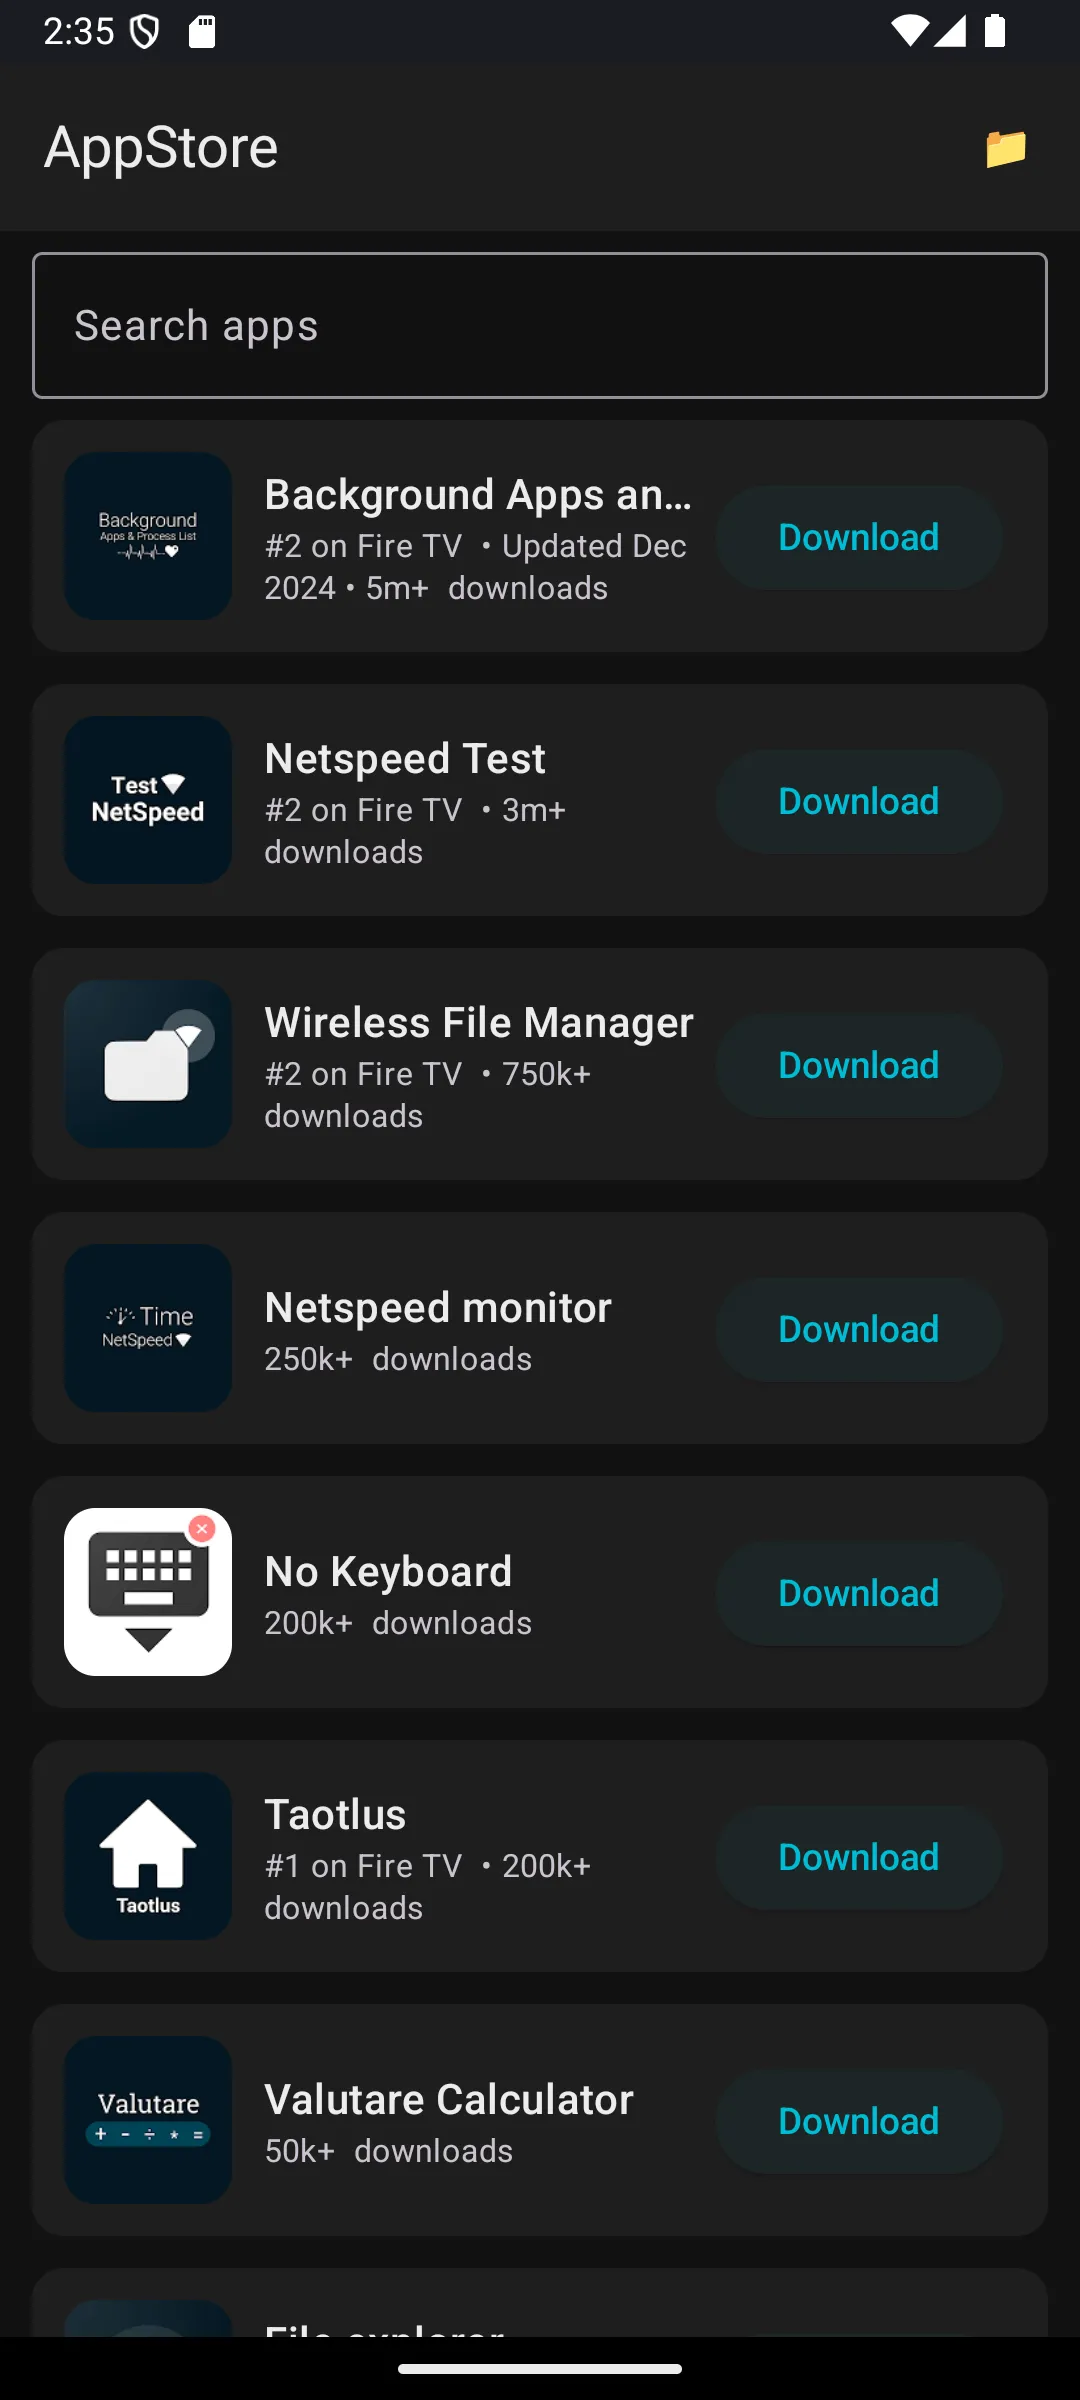 2:35
AppStore
Search apps
Background
Apps & Process List
Background Apps an...
#2 on Fire TV • Updated Dec
2024 • 5m+ downloads
Download
Test
NetSpeed
Netspeed Test
#2 on Fire TV • 3m+
downloads
Download
Wireless File Manager
#2 on Fire TV • 750k+
downloads
Download
Time
NetSpeed
Netspeed monitor
250k+ downloads
Download
No Keyboard
200k+ downloads
Download
Taotlus
Taotlus
#1 on Fire TV • 200k+
downloads
Download
Valutare
+ - ÷ * =
Valutare Calculator
50k+ downloads
Download
File explorer